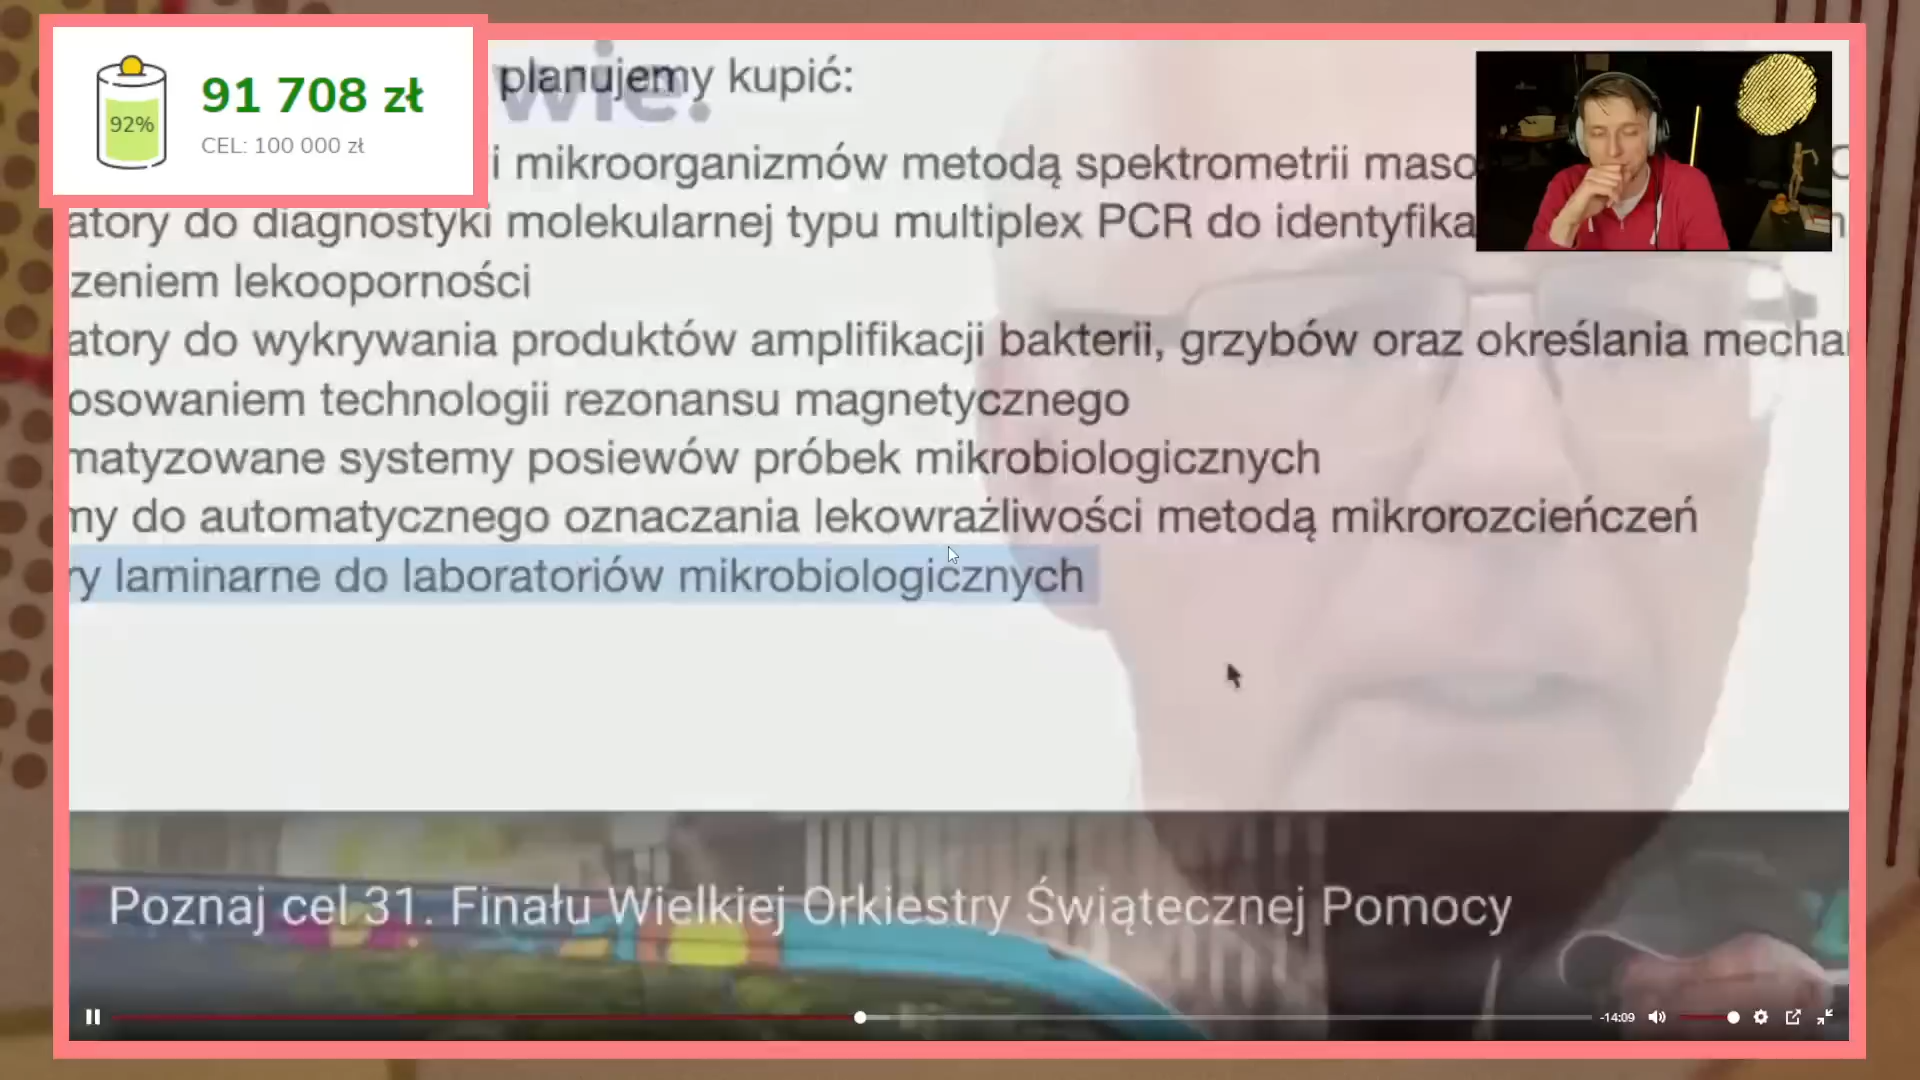 91 708 zł
92%
CEL: 100 000 zł
wie.
planujemy kupić:
i mikroorganizmów metodą spektrometrii maso
atory do diagnostyki molekularnej typu multiplex PCR do identyfika
zeniem lekooporności
atory do wykrywania produktów amplifikacji bakterii, grzybów oraz określania mecha
osowaniem technologii rezonansu magnetycznego
matyzowane systemy posiewów próbek mikrobiologicznych
my do automatycznego oznaczania lekowrażliwości metodą mikrorozcieńczeń
ry laminarne do laboratoriów mikrobiologicznych
Poznaj cel 31. Finału Wielkiej Orkiestry Świątecznej Pomocy
-14:09